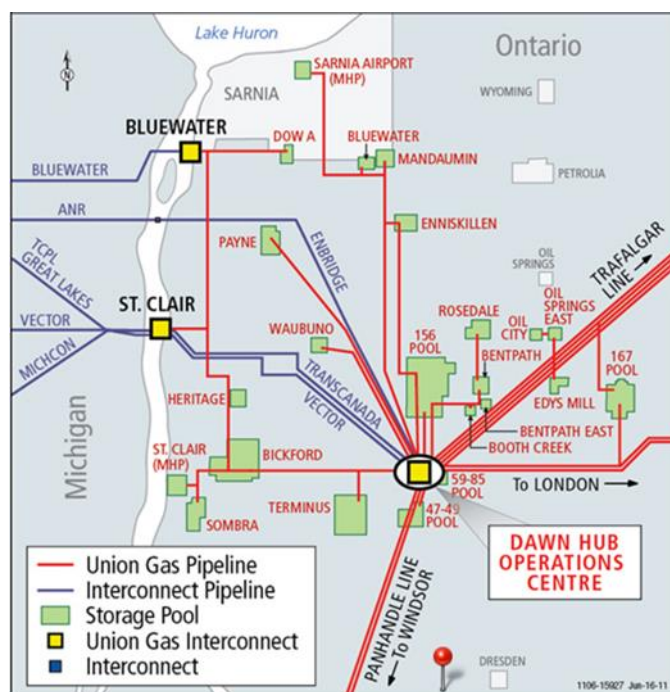 Lake Huron
Ontario
N
SARNIA AIRPORT
(MHP)
SARNIA
WYOMING
BLUEWATER
DOW A
BLUEWATER
MANDAUMIN
BLUEWATER
PETROLIA
ANR
PAYNE
ENBRIDGE
ENNISKILLEN
TCPL
GREAT LAKES
OIL
SPRINGS
TRAFALGAR
LINE
ST. CLAIR
ROSEDALE
OIL
CITY
OIL
SPRINGS
EAST
VECTOR
WAUBUNO
156
POOL
BENTPATH
167
POOL
MICHCON
TRANSCANADA
VECTOR
HERITAGE
EDYS MILL
BENTPATH EAST
BOOTH CREEK
Michigan
ST. CLAIR
(MHP)
BICKFORD
59-85
POOL
To LONDON
SOMBRA
TERMINUS
47-49
POOL
DAWN HUB
OPERATIONS
CENTRE
Union Gas Pipeline
Interconnect Pipeline
Storage Pool
Union Gas Interconnect
Interconnect
PANHANDLE LINE
To WINDSOR
DRESDEN
1106-15927 Jun-16-11